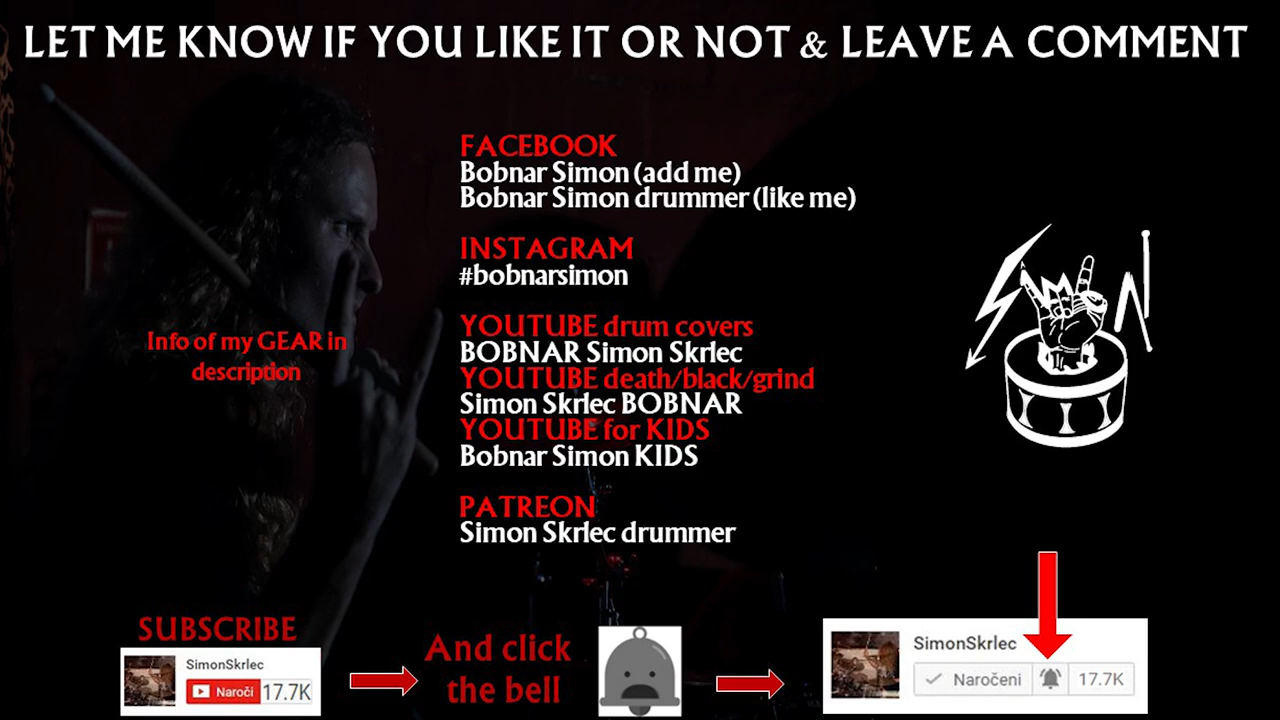 LET ME KNOW IF YOU LIKE IT OR NOT & LEAVE A COMMENT
FACEBOOK
Bobnar Simon (add me)
Bobnar Simon drummer (like me)
INSTAGRAM
#bobnarsimon
YOUTUBE drum covers
BOBNAR Simon Skrlec
YOUTUBE death/black/grind
Simon Skrlec BOBNAR
YOUTUBE for KIDS
Bobnar Simon KIDS
PATREON
Simon Skrlec drummer
Info of my GEAR in
description
SIMON
SUBSCRIBE
SimonSkrlec
Naroči 17.7K
And click
the bell
SimonSkrlec
Naročeni 17.7K